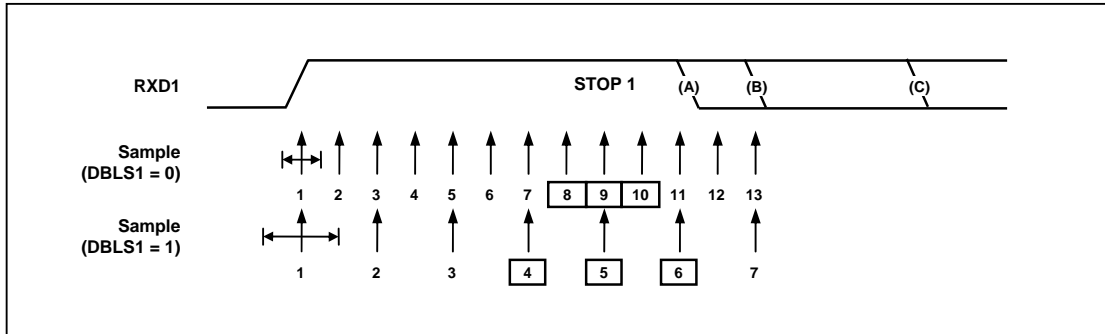 RXD1
STOP 1
(A)
(B)
(C)
Sample
(DBLS1 = 0)
1 2 3 4 5 6 7 8 9 10 11 12 13
Sample
(DBLS1 = 1)
1 2 3 4 5 6 7